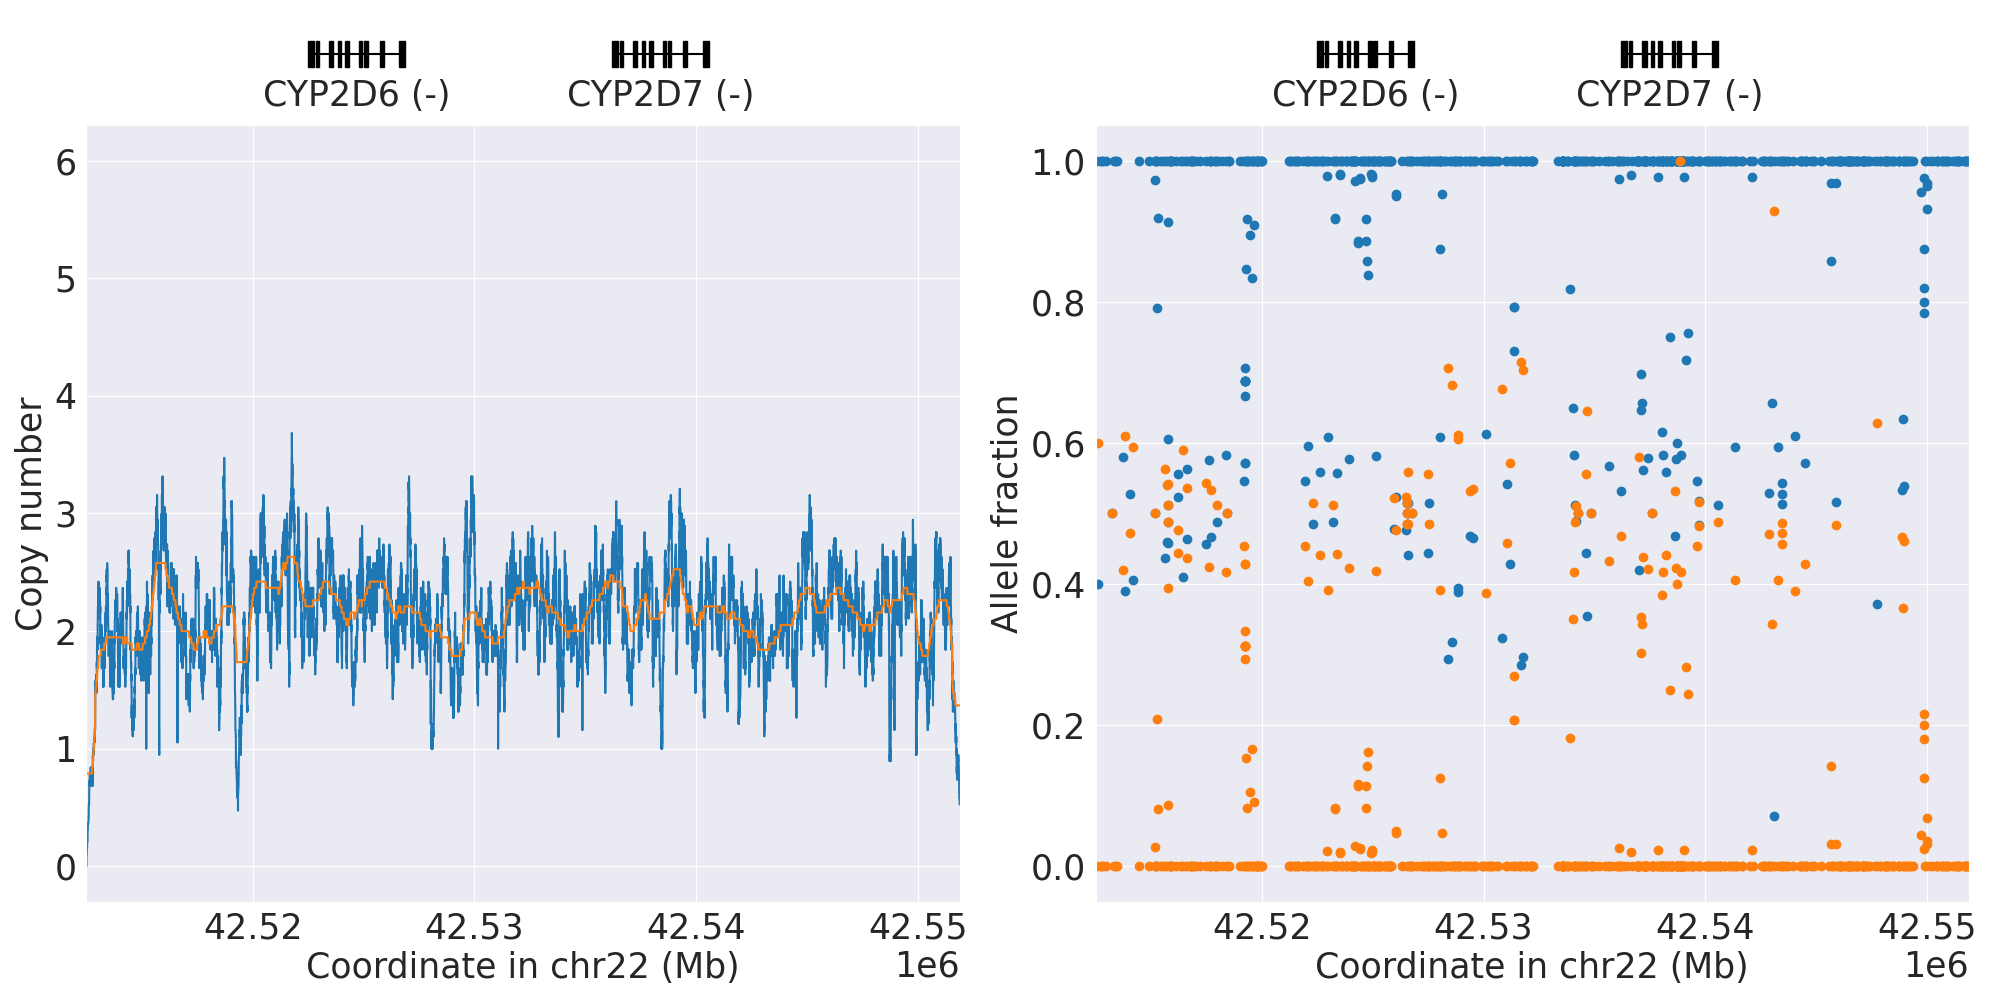 CYP2D6 (-) CYP2D7 (-)
6
5
4
3
2
1
0
Copy number
42.52 42.53 42.54 42.55
Coordinate in chr22 (Mb)
1e6
CYP2D6 (-) CYP2D7 (-)
1.0
0.8
0.6
0.4
0.2
0.0
Allele fraction
42.52 42.53 42.54 42.55
Coordinate in chr22 (Mb)
1e6